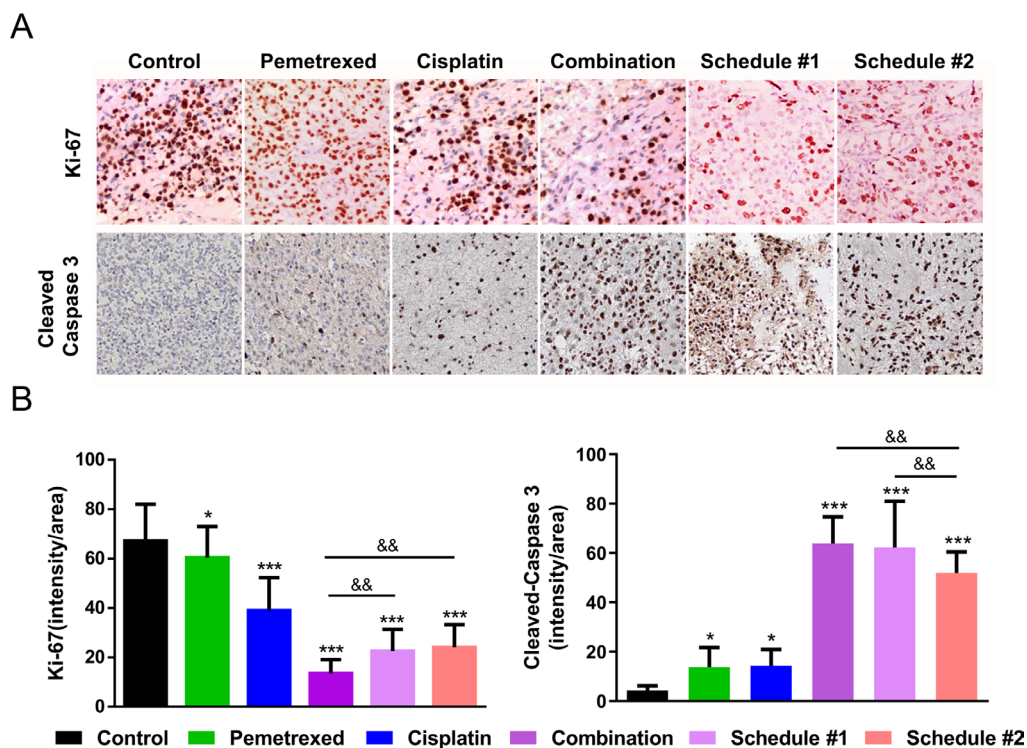 A
Control Pemetrexed Cisplatin Combination Schedule #1 Schedule #2
Ki-67
Cleaved
Caspase 3
B
Ki-67(intensity/area)
100
80
60
40
20
0
*
***
***
***
***
&&
&&
Cleaved-Caspase 3
(intensity/area)
100
80
60
40
20
0
*
*
***
***
***
&&
&&
Control Pemetrexed Cisplatin Combination Schedule #1 Schedule #2